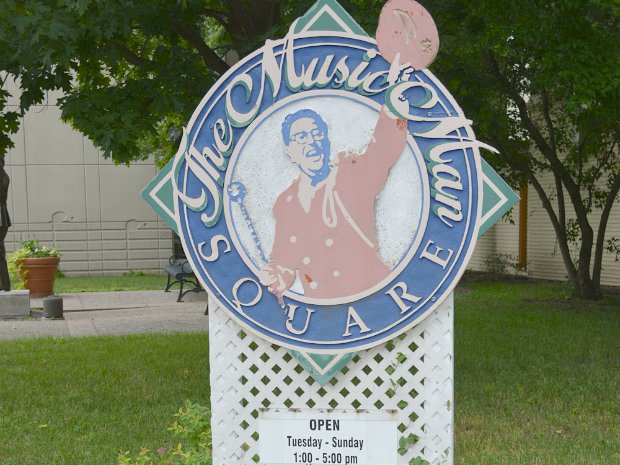 The Music Man
SQUARE
OPEN
Tuesday - Sunday
1:00 - 5:00 pm